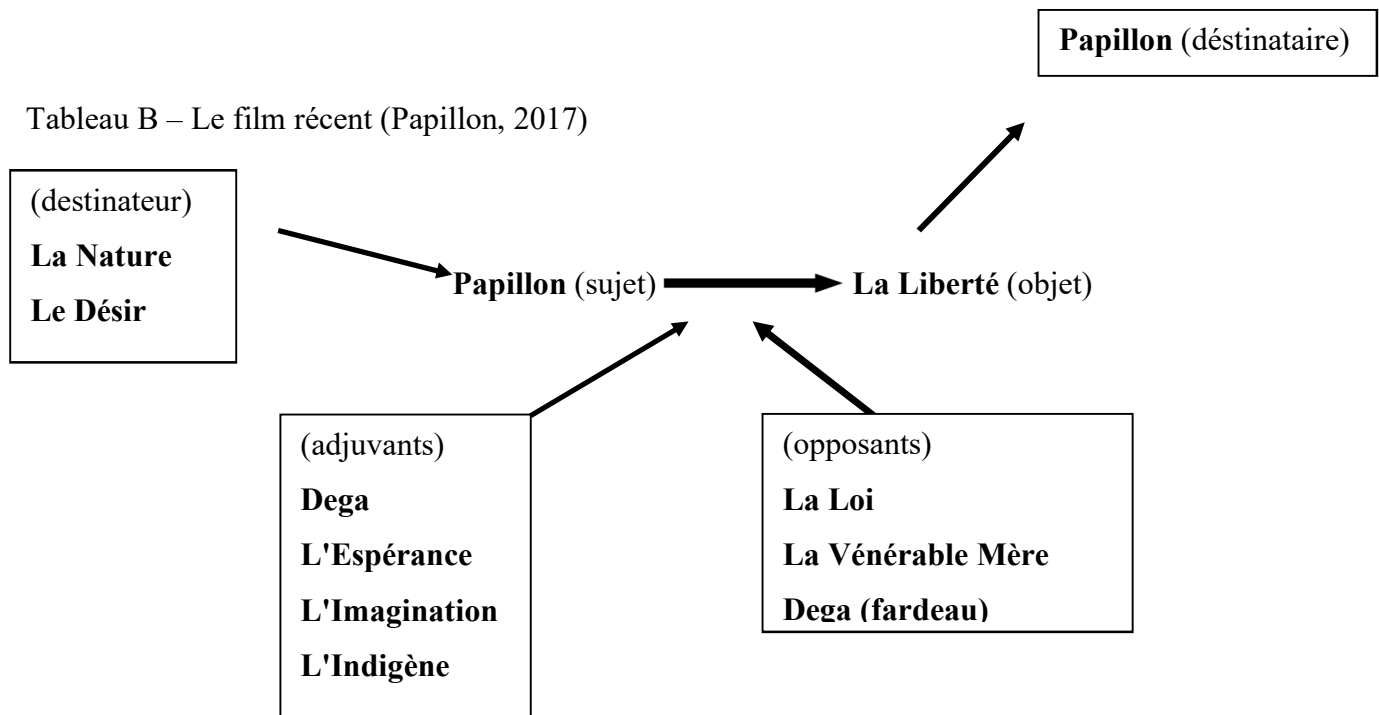 Papillon (déstinataire)
Tableau B – Le film récent (Papillon, 2017)
(destinateur)
La Nature
Le Désir
Papillon (sujet)
La Liberté (objet)
(adjuvants)
Dega
L'Espérance
L'Imagination
L'Indigène
(opposants)
La Loi
La Vénérable Mère
Dega (fardeau)